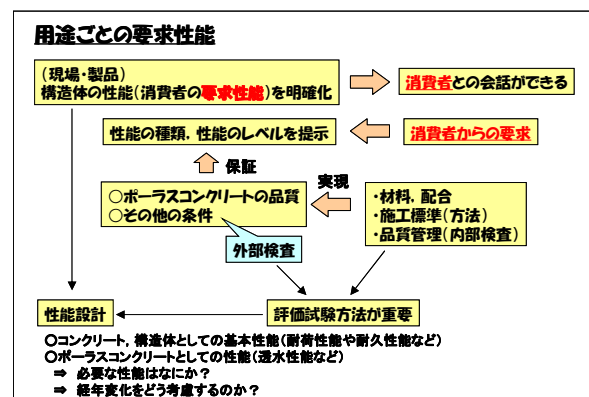 用途ごとの要求性能
(現場・製品)
構造体の性能(消費者の要求性能)を明確化
消費者との会話ができる
性能の種類，性能のレベルを提示
消費者からの要求
保証
実現
○ポーラスコンクリートの品質
○その他の条件
・材料，配合
・施工標準(方法)
・品質管理(内部検査)
外部検査
性能設計
評価試験方法が重要
○コンクリート，構造体としての基本性能(耐荷性能や耐久性能など)
○ポーラスコンクリートとしての性能(透水性能など)
⇒ 必要な性能はなにか？
⇒ 経年変化をどう考慮するのか？